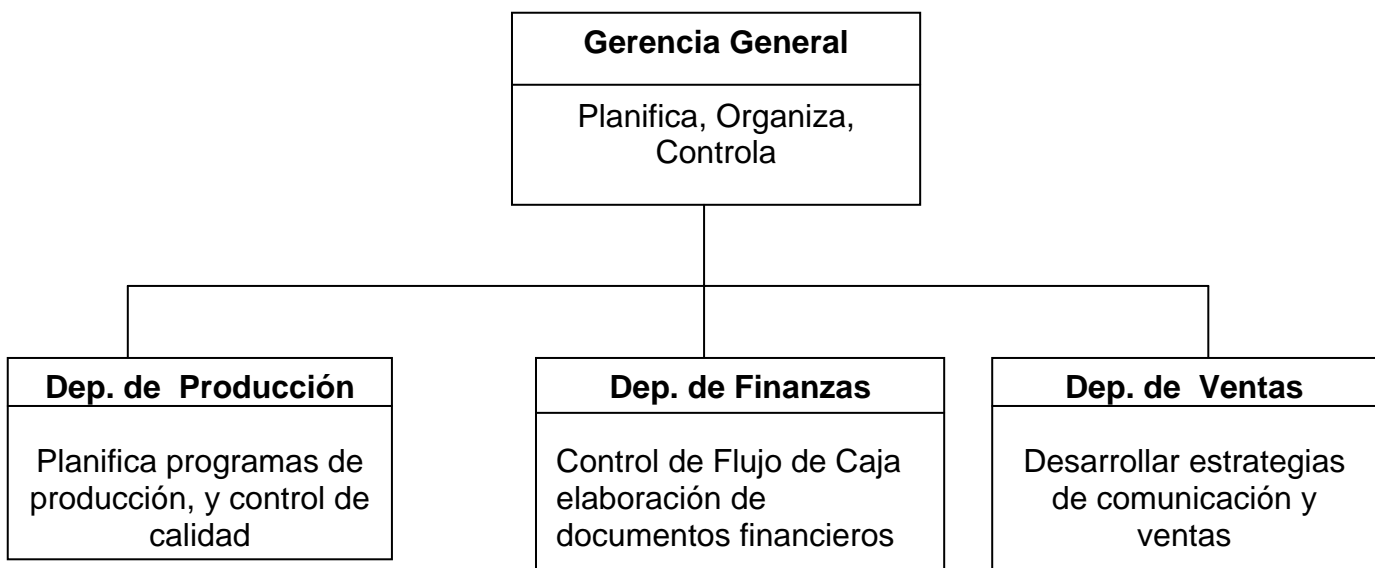 Gerencia General
Planifica, Organiza,
Controla
Dep. de Producción
Planifica programas de
producción, y control de
calidad
Dep. de Finanzas
Control de Flujo de Caja
elaboración de
documentos financieros
Dep. de Ventas
Desarrollar estrategias
de comunicación y
ventas